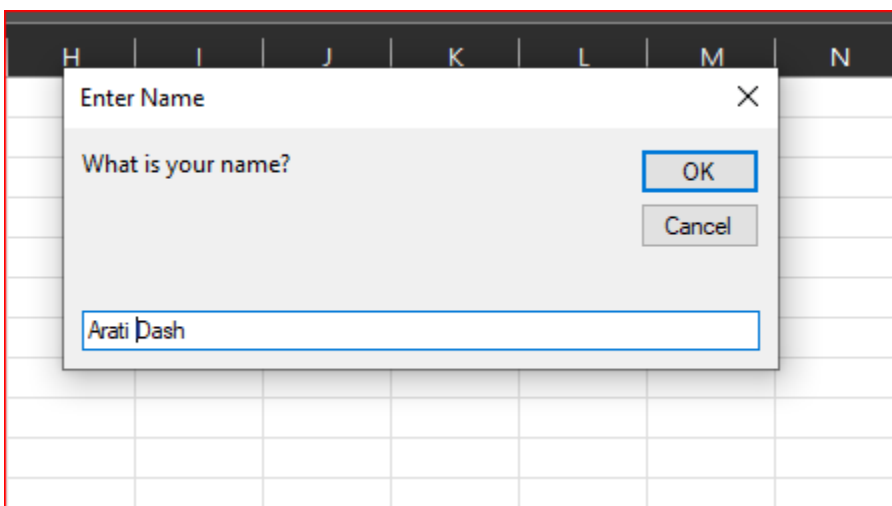 H I J K L M N
Enter Name
What is your name?
OK
Cancel
Arati Dash